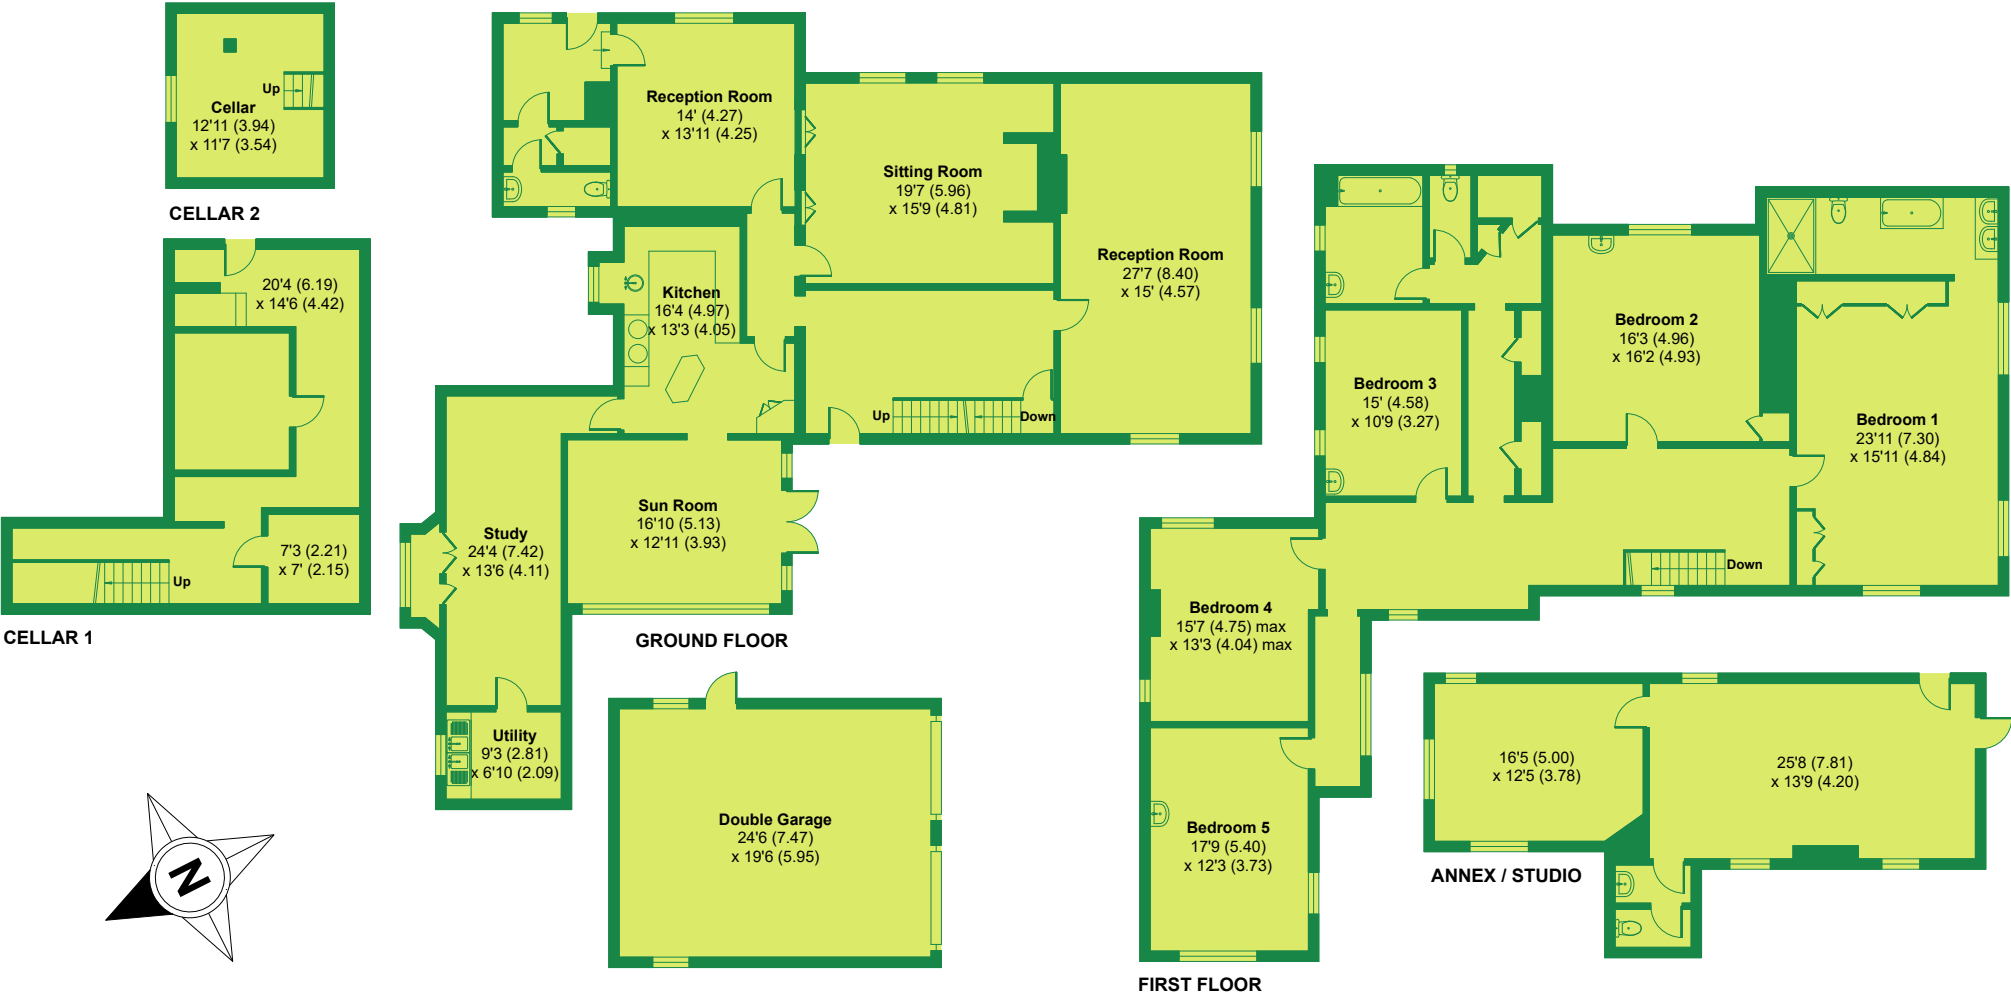 Up
Cellar
12'11 (3.94)
x 11'7 (3.54)
CELLAR 2
20'4 (6.19)
x 14'6 (4.42)
7'3 (2.21)
x 7' (2.15)
Up
CELLAR 1
Reception Room
14' (4.27)
x 13'11 (4.25)
Sitting Room
19'7 (5.96)
x 15'9 (4.81)
Reception Room
27'7 (8.40)
x 15' (4.57)
Kitchen
16'4 (4.97)
x 13'3 (4.05)
Up
Down
Sun Room
16'10 (5.13)
x 12'11 (3.93)
Study
24'4 (7.42)
x 13'6 (4.11)
Utility
9'3 (2.81)
x 6'10 (2.09)
GROUND FLOOR
Double Garage
24'6 (7.47)
x 19'6 (5.95)
N
Bedroom 2
16'3 (4.96)
x 16'2 (4.93)
Bedroom 3
15' (4.58)
x 10'9 (3.27)
Bedroom 1
23'11 (7.30)
x 15'11 (4.84)
Down
Bedroom 4
15'7 (4.75) max
x 13'3 (4.04) max
Bedroom 5
17'9 (5.40)
x 12'3 (3.73)
FIRST FLOOR
16'5 (5.00)
x 12'5 (3.78)
25'8 (7.81)
x 13'9 (4.20)
ANNEX / STUDIO